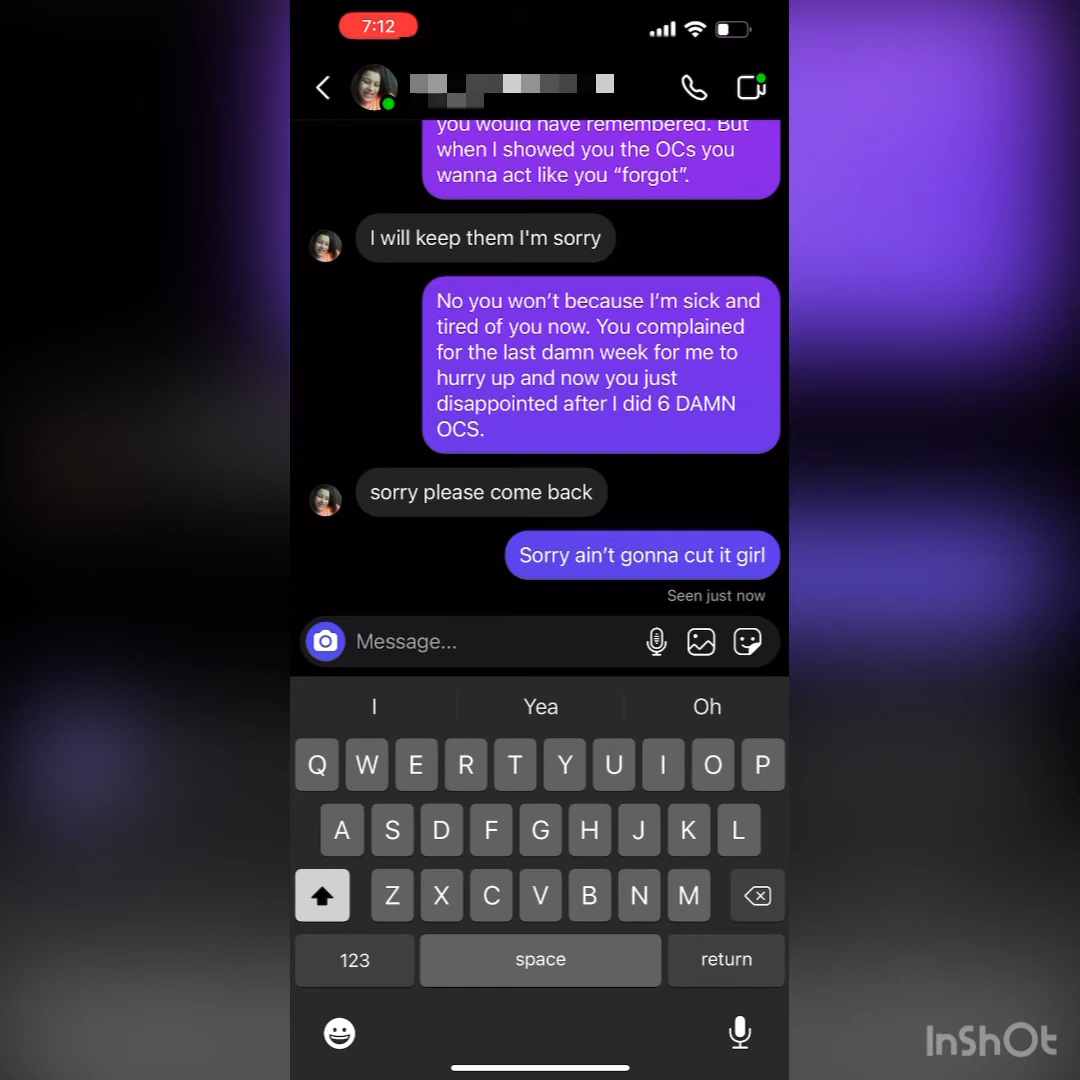 7:12
you would have remembered. But
when I showed you the OCs you
wanna act like you “forgot”.
I will keep them I'm sorry
No you won’t because I’m sick and
tired of you now. You complained
for the last damn week for me to
hurry up and now you just
disappointed after I did 6 DAMN
OCS.
sorry please come back
Sorry ain’t gonna cut it girl
Seen just now
Message...
I Yea Oh
Q W E R T Y U I O P
A S D F G H J K L
Z X C V B N M
123 space return
InShOt